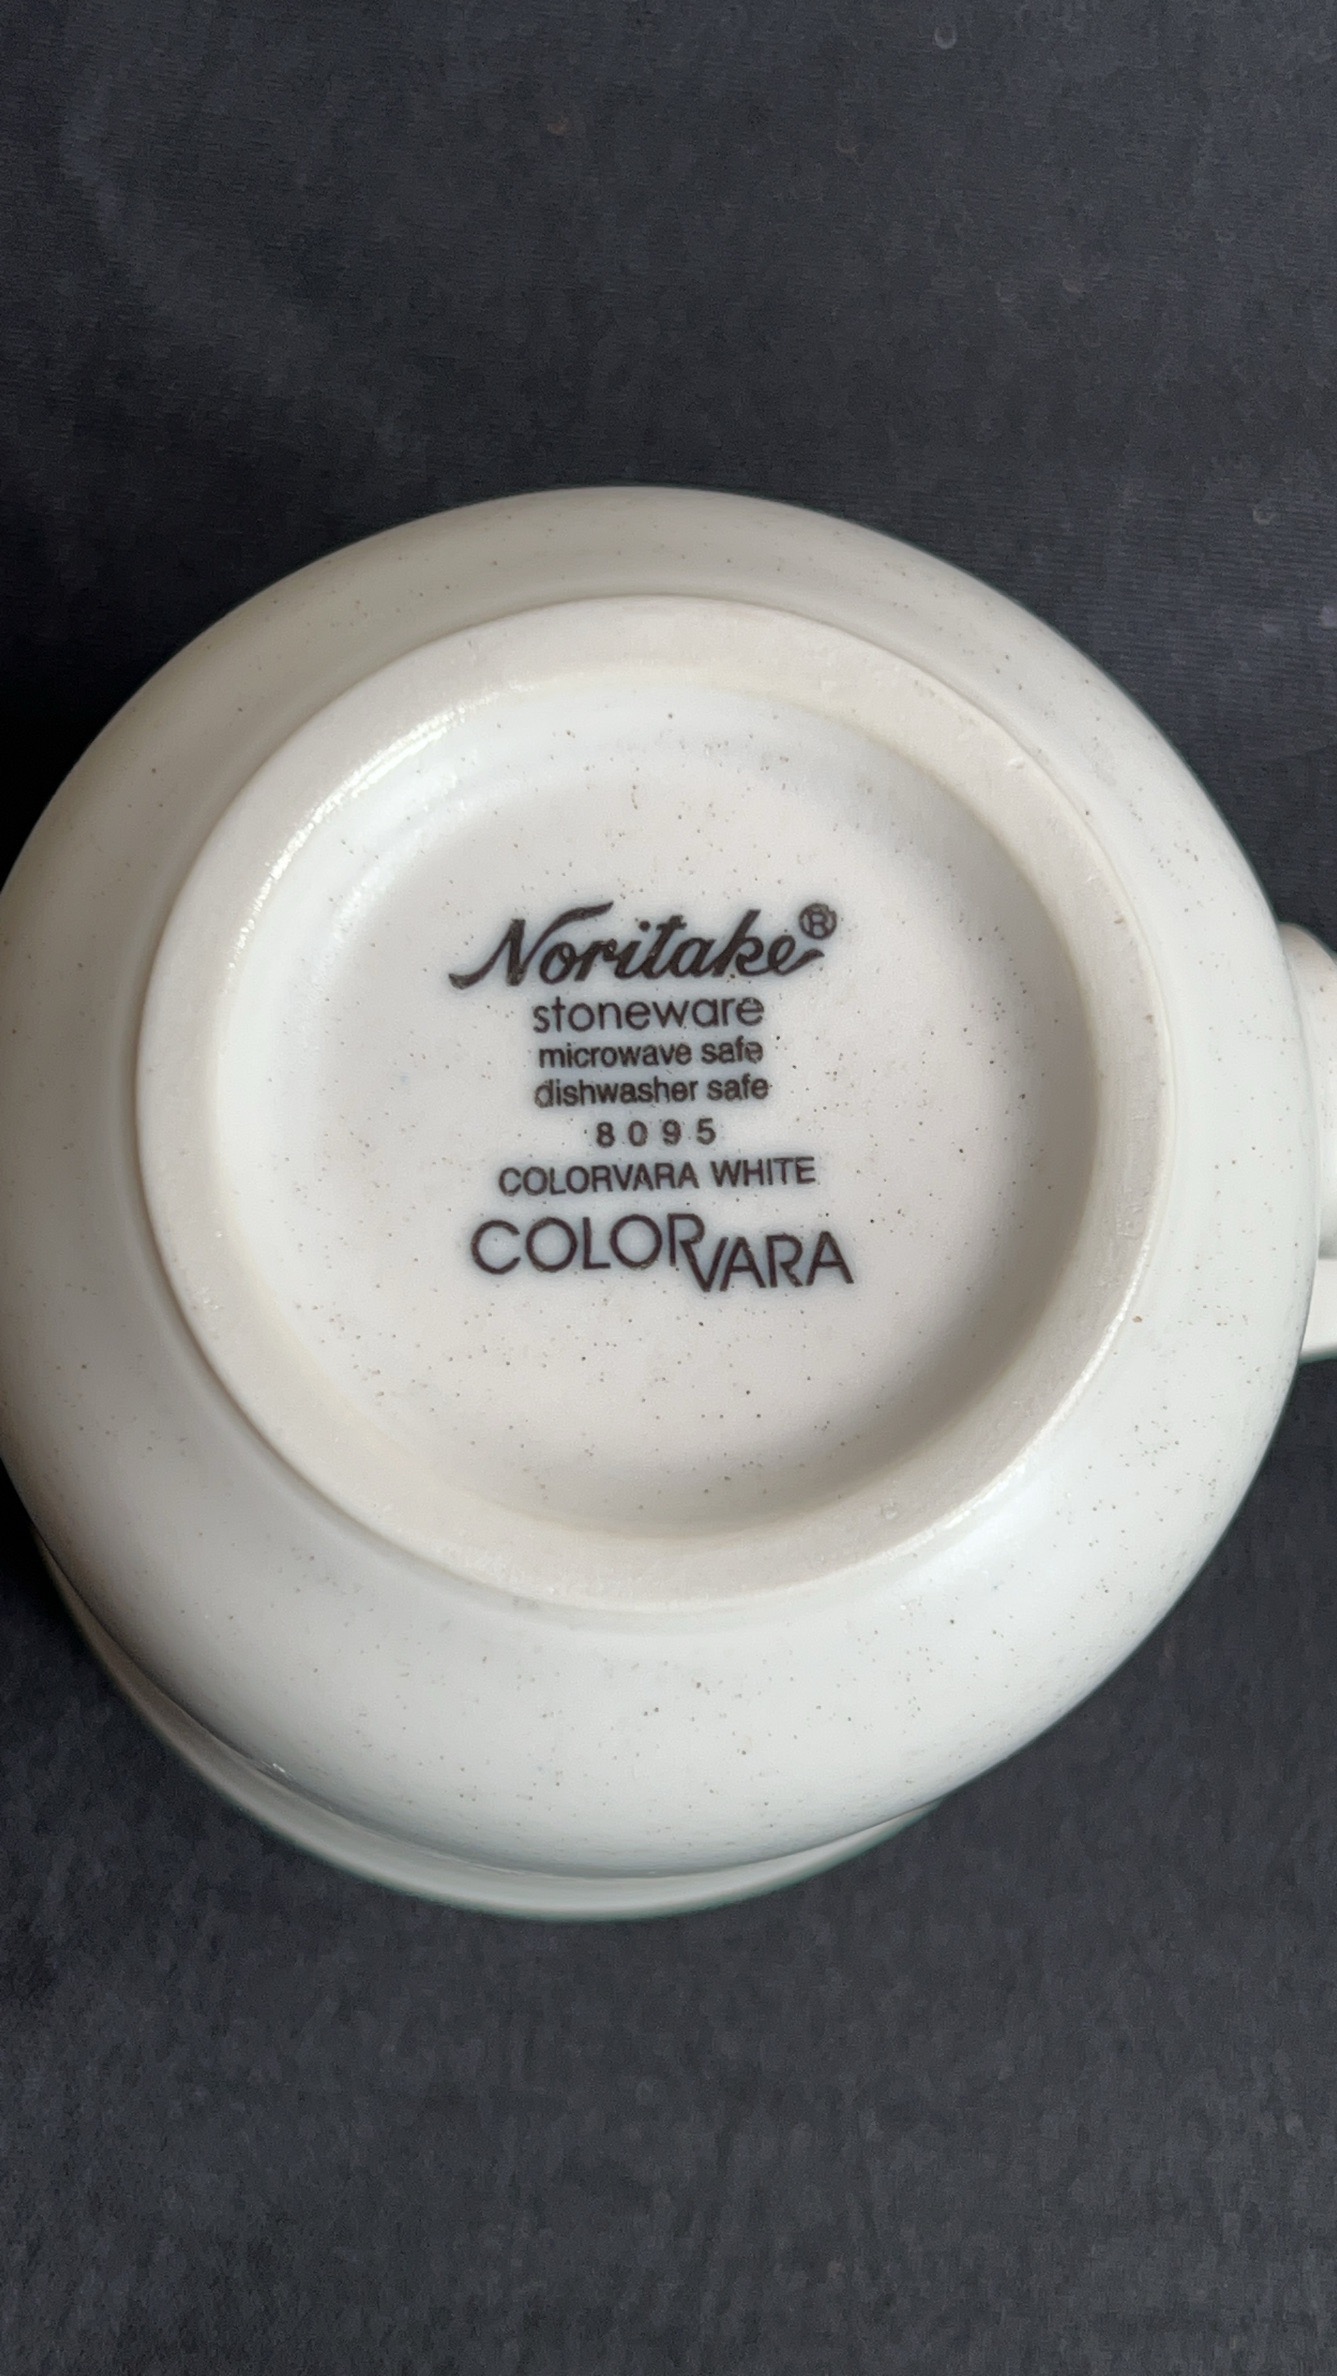 Noritake®
stoneware
microwave safe
dishwasher safe
8095
COLORVARA WHITE
COLORVARA